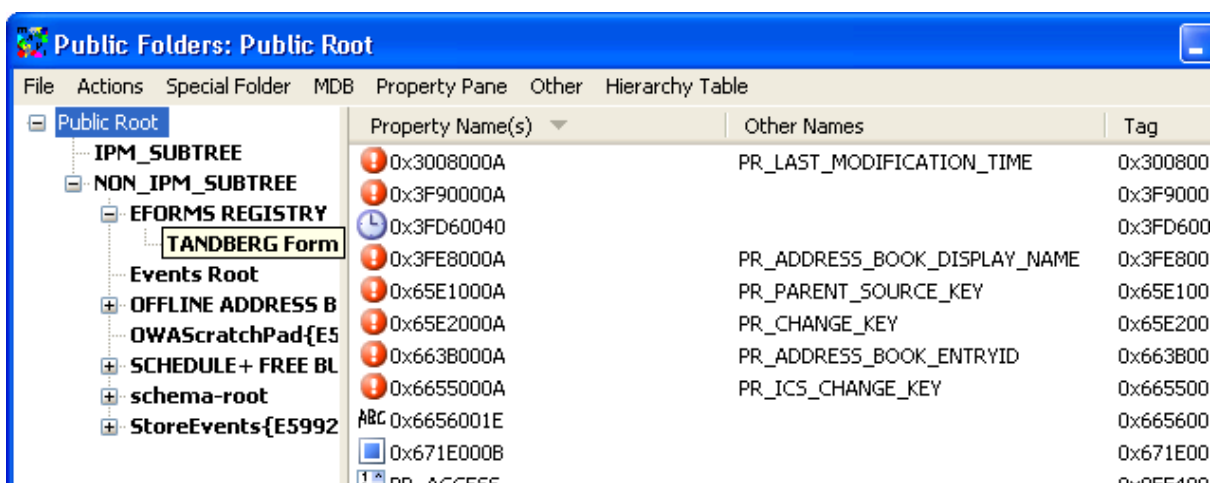 Public Folders: Public Root
File Actions Special Folder MDB Property Pane Other Hierarchy Table
Public Root
IPM_SUBTREE
NON_IPM_SUBTREE
EFORMS REGISTRY
TANDBERG Form
Events Root
OFFLINE ADDRESS B
OWAScratchPad{E5
SCHEDULE+ FREE BL
schema-root
StoreEvents{E5992
Property Name(s) Other Names Tag
0x3008000A PR_LAST_MODIFICATION_TIME 0x300800
0x3F90000A 0x3F9000
0x3FD60040 0x3FD600
0x3FE8000A PR_ADDRESS_BOOK_DISPLAY_NAME 0x3FE800
0x65E1000A PR_PARENT_SOURCE_KEY 0x65E100
0x65E2000A PR_CHANGE_KEY 0x65E200
0x663B000A PR_ADDRESS_BOOK_ENTRYID 0x663B00
0x6655000A PR_ICS_CHANGE_KEY 0x665500
ABC 0x6656001E 0x665600
0x671E000B 0x671E00
PR_ACCESS